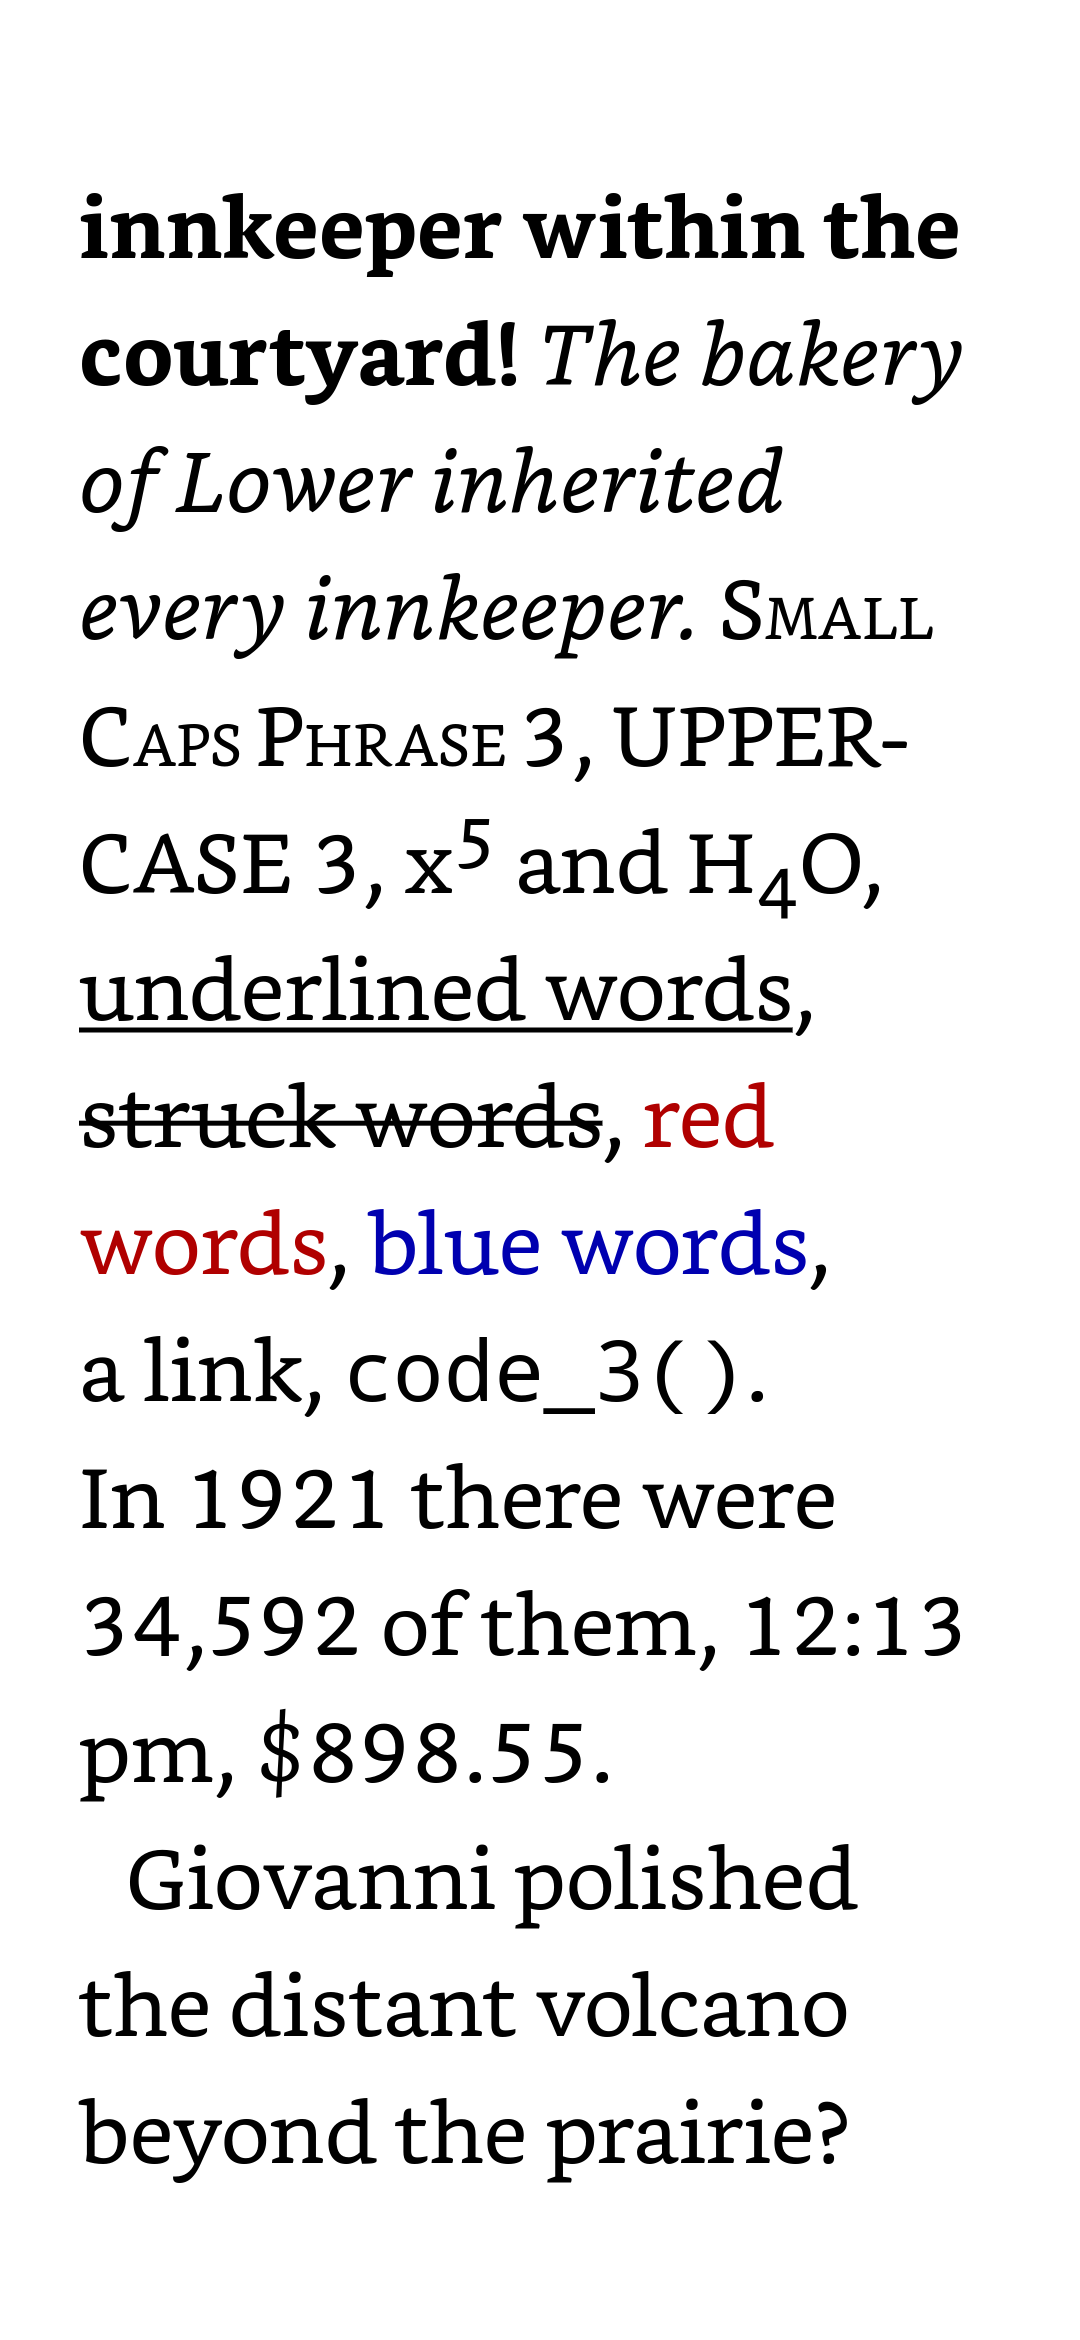 innkeeper within the
courtyard! The bakery
of Lower inherited
every innkeeper. Small
Caps Phrase 3, UPPER-
CASE 3, x⁵ and H₄O,
underlined words,
struck words, red
words, blue words,
a link, code_3().
In 1921 there were
34,592 of them, 12:13
pm, $898.55.
Giovanni polished
the distant volcano
beyond the prairie?